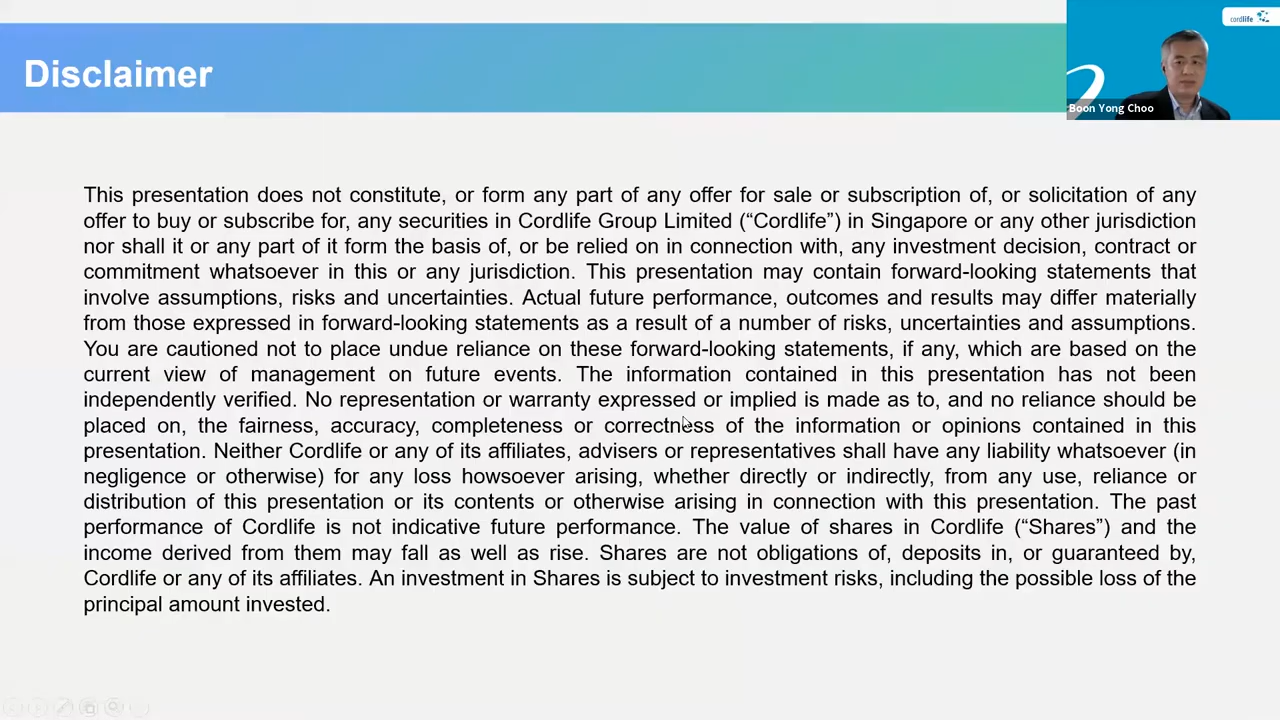 Disclaimer
cordlife
Boon Yong Choo
This presentation does not constitute, or form any part of any offer for sale or subscription of, or solicitation of any
offer to buy or subscribe for, any securities in Cordlife Group Limited (“Cordlife”) in Singapore or any other jurisdiction
nor shall it or any part of it form the basis of, or be relied on in connection with, any investment decision, contract or
commitment whatsoever in this or any jurisdiction. This presentation may contain forward-looking statements that
involve assumptions, risks and uncertainties. Actual future performance, outcomes and results may differ materially
from those expressed in forward-looking statements as a result of a number of risks, uncertainties and assumptions.
You are cautioned not to place undue reliance on these forward-looking statements, if any, which are based on the
current view of management on future events. The information contained in this presentation has not been
independently verified. No representation or warranty expressed or implied is made as to, and no reliance should be
placed on, the fairness, accuracy, completeness or correctness of the information or opinions contained in this
presentation. Neither Cordlife or any of its affiliates, advisers or representatives shall have any liability whatsoever (in
negligence or otherwise) for any loss howsoever arising, whether directly or indirectly, from any use, reliance or
distribution of this presentation or its contents or otherwise arising in connection with this presentation. The past
performance of Cordlife is not indicative future performance. The value of shares in Cordlife (“Shares”) and the
income derived from them may fall as well as rise. Shares are not obligations of, deposits in, or guaranteed by,
Cordlife or any of its affiliates. An investment in Shares is subject to investment risks, including the possible loss of the
principal amount invested.